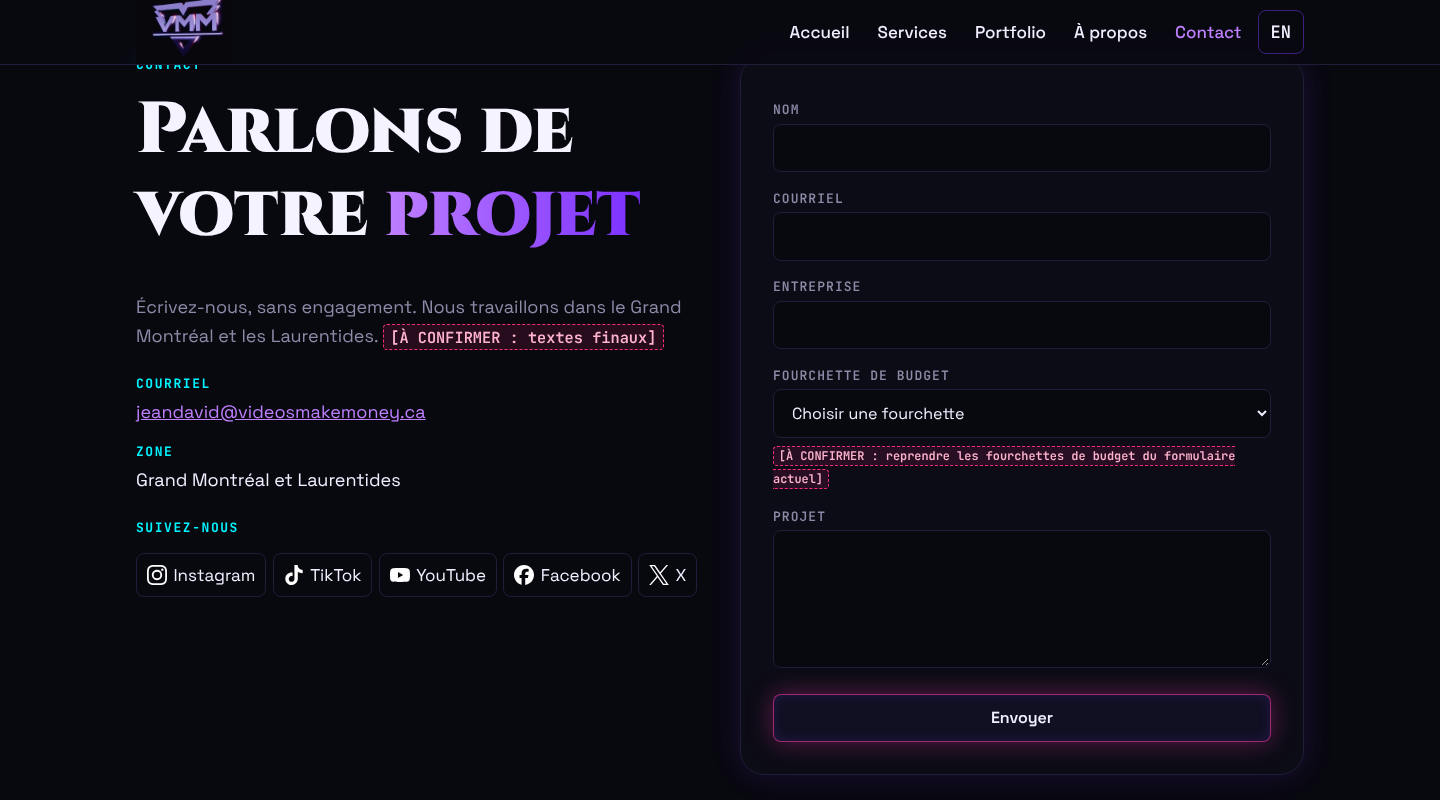 VMM
Accueil
Services
Portfolio
À propos
Contact
EN
CONTACT
Parlons de
votre projet
Écrivez-nous, sans engagement. Nous travaillons dans le Grand
Montréal et les Laurentides. [À CONFIRMER : textes finaux]
COURRIEL
jeandavid@videosmakemoney.ca
ZONE
Grand Montréal et Laurentides
SUIVEZ-NOUS
Instagram
TikTok
YouTube
Facebook
X
NOM
COURRIEL
ENTREPRISE
FOURCHETTE DE BUDGET
Choisir une fourchette
[À CONFIRMER : reprendre les fourchettes de budget du formulaire
actuel]
PROJET
Envoyer